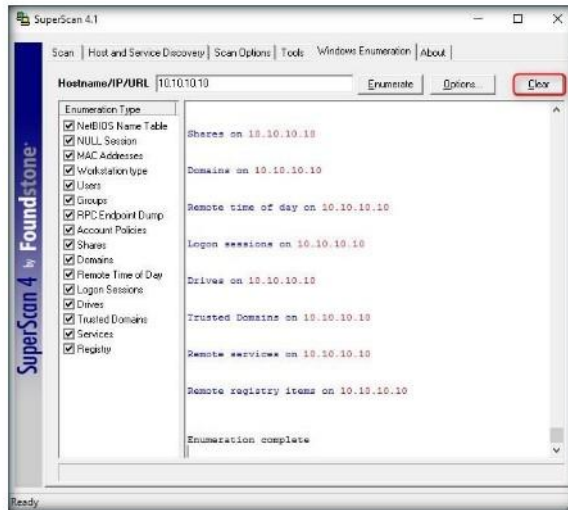 SuperScan 4.1
Scan Host and Service Discovery Scan Options Tools Windows Enumeration About
Hostname/IP/URL 10.10.10.10 Enumerate Options... Clear
Enumeration Type
NetBIOS Name Table
NULL Session
MAC Addresses
Workstation type
Users
Groups
RPC Endpoint Dump
Account Policies
Shares
Domains
Remote Time of Day
Logon Sessions
Drives
Trusted Domains
Services
Registry
Shares on 10.10.10.10
Domains on 10.10.10.10
Remote time of day on 10.10.10.10
Logon sessions on 10.10.10.10
Drives on 10.10.10.10
Trusted Domains on 10.10.10.10
Remote services on 10.10.10.10
Remote registry items on 10.10.10.10
Enumeration complete
SuperScan 4 by Foundstone
Ready